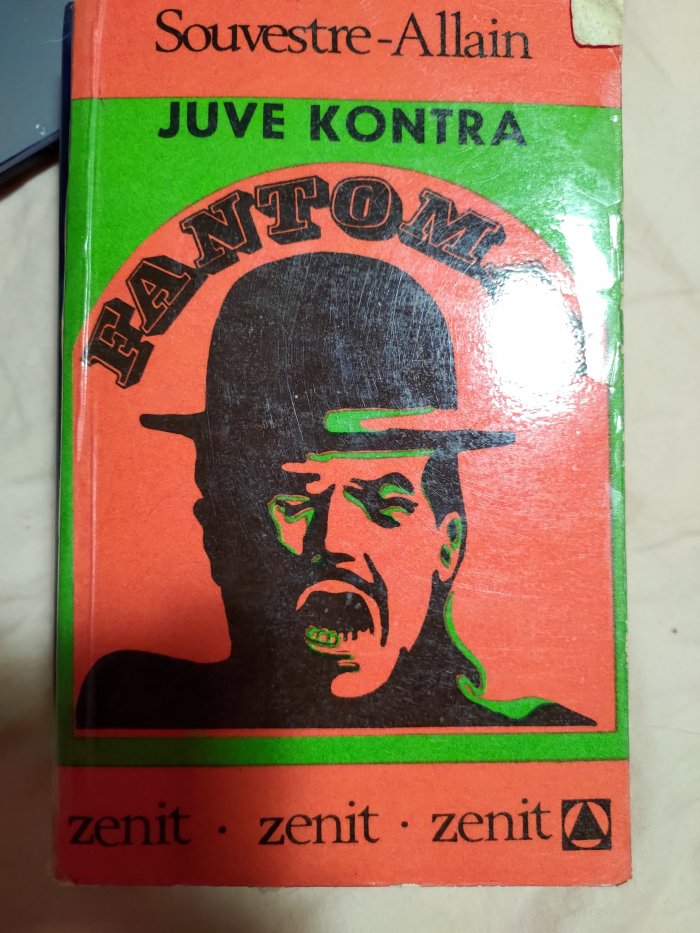 Souvestre-Allain
JUVE KONTRA
FANTOM
zenit · zenit · zenit